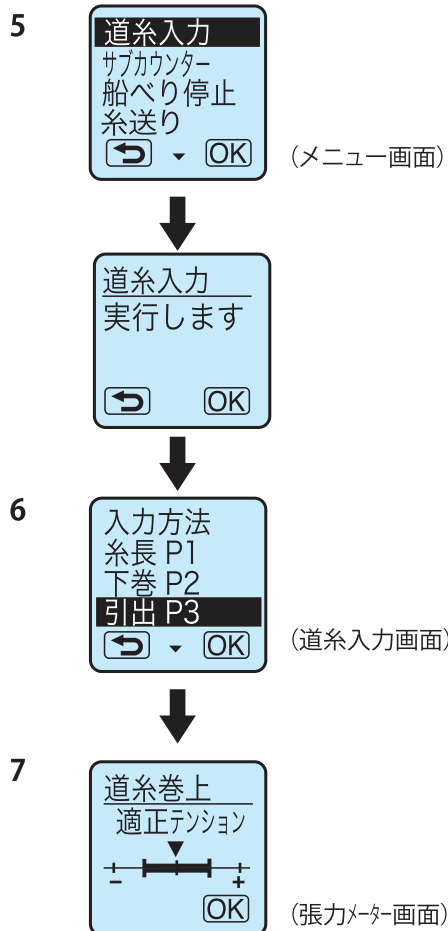 5
道糸入力
サブカウンター
船べり停止
糸送り
OK
(メニュー画面)
道糸入力
実行します
OK
6
入力方法
糸長 P1
下巻 P2
引出 P3
OK
(道糸入力画面)
7
道糸巻上
適正テンション
− +
OK
(張力メーター画面)